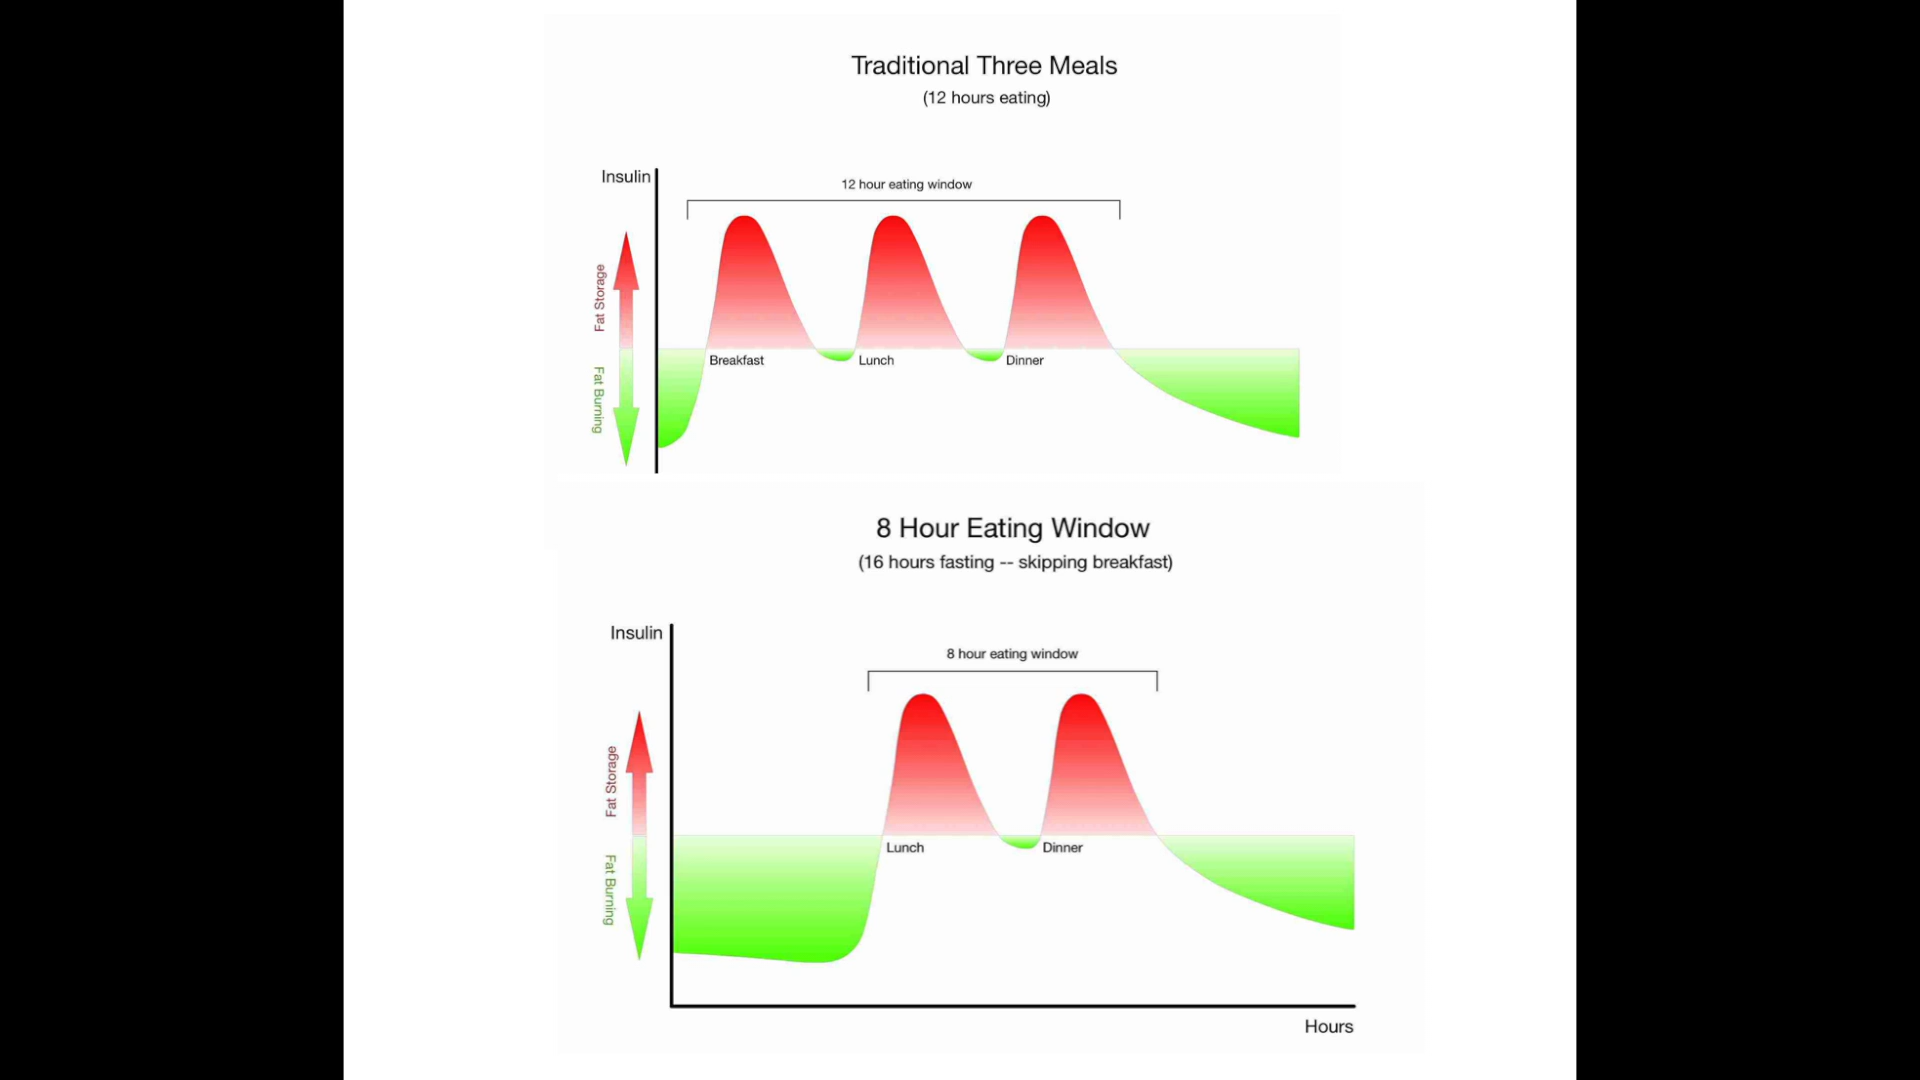 Traditional Three Meals
(12 hours eating)
Insulin
12 hour eating window
Fat Storage
Fat Burning
Breakfast
Lunch
Dinner
8 Hour Eating Window
(16 hours fasting -- skipping breakfast)
Insulin
8 hour eating window
Fat Storage
Fat Burning
Lunch
Dinner
Hours